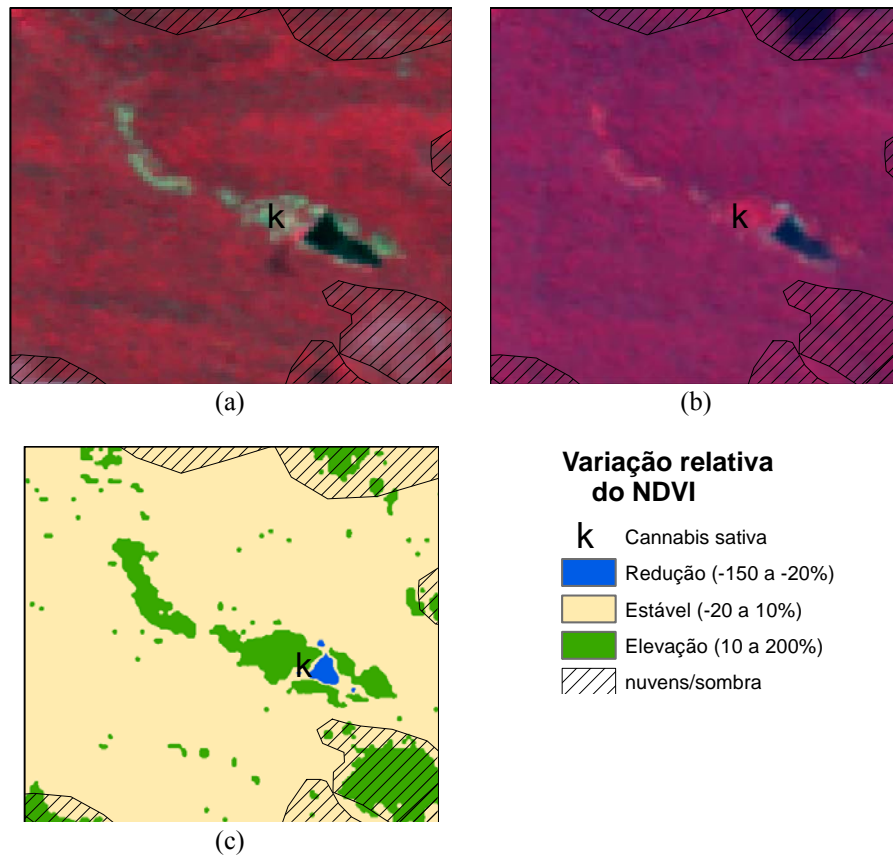 k
k
(a)
(b)
k
(c)
Variação relativa
do NDVI
k Cannabis sativa
Redução (-150 a -20%)
Estável (-20 a 10%)
Elevação (10 a 200%)
nuvens/sombra